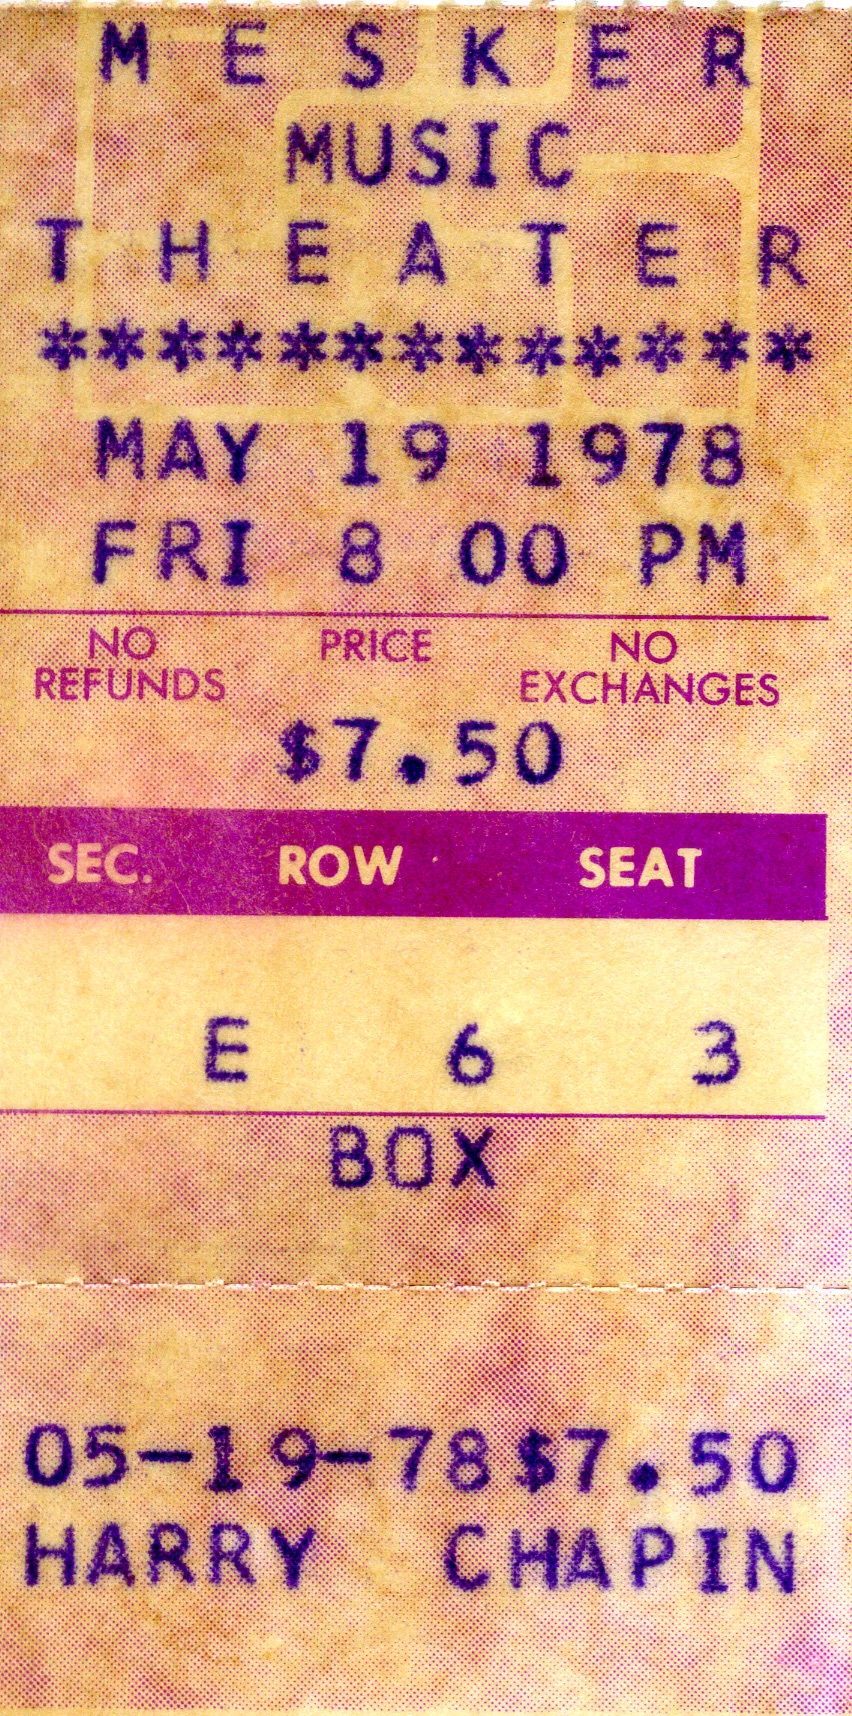 MESKER
MUSIC
THEATER
*************
MAY 19 1978
FRI 8 00 PM
NO REFUNDS PRICE NO EXCHANGES
$7.50
SEC. ROW SEAT
E 6 3
BOX
05-19-78$7.50
HARRY CHAPIN